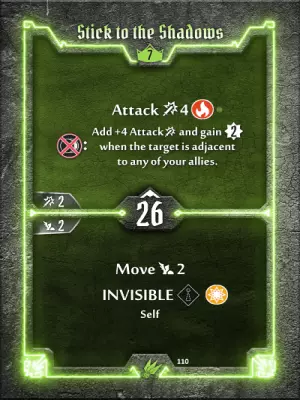 Stick to the Shadows
7
Attack 4
Add +4 Attack and gain 2
: when the target is adjacent
to any of your allies.
2
26
2
Move 2
INVISIBLE
Self
110